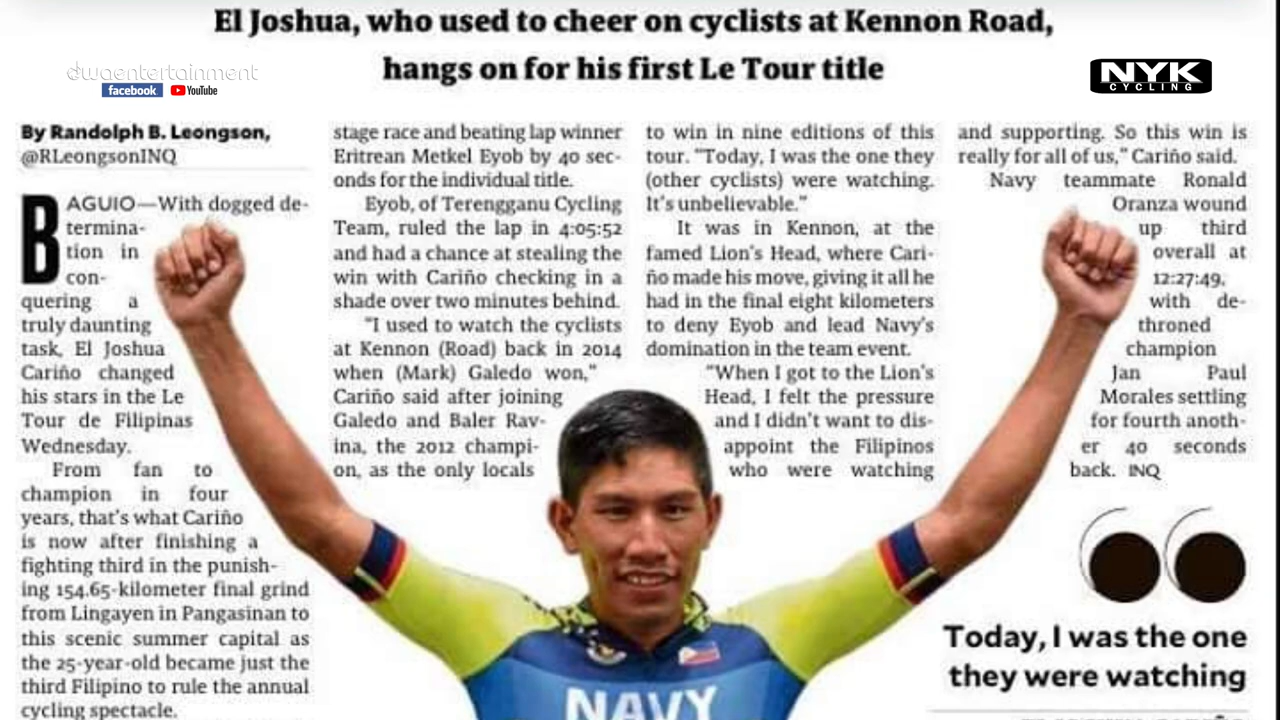 El Joshua, who used to cheer on cyclists at Kennon Road,
hangs on for his first Le Tour title
dwaentertainment
facebook YouTube
NYK
CYCLING
By Randolph B. Leongson,
@RLeongsonINQ
BAGUIO—With dogged de-
termina-
tion in
con-
quering a
truly daunting
task, El Joshua
Cariño changed
his stars in the Le
Tour de Filipinas
Wednesday.
From fan to
champion in four
years, that's what Cariño
is now after finishing a
fighting third in the punish-
ing 154.65-kilometer final grind
from Lingayen in Pangasinan to
this scenic summer capital as
the 25-year-old became just the
third Filipino to rule the annual
cycling spectacle.
stage race and beating lap winner
Eritrean Metkel Eyob by 40 sec-
onds for the individual title.
Eyob, of Terengganu Cycling
Team, ruled the lap in 4:05:52
and had a chance at stealing the
win with Cariño checking in a
shade over two minutes behind.
"I used to watch the cyclists
at Kennon (Road) back in 2014
when (Mark) Galedo won,"
Cariño said after joining
Galedo and Baler Rav-
ina, the 2012 champi-
on, as the only locals
to win in nine editions of this
tour. "Today, I was the one they
(other cyclists) were watching.
It's unbelievable."
It was in Kennon, at the
famed Lion's Head, where Cari-
ño made his move, giving it all he
had in the final eight kilometers
to deny Eyob and lead Navy's
domination in the team event.
"When I got to the Lion's
Head, I felt the pressure
and I didn't want to dis-
appoint the Filipinos
who were watching
and supporting. So this win is
really for all of us," Cariño said.
Navy teammate Ronald
Oranza wound
up third
overall at
12:27:49,
with de-
throned
champion
Jan Paul
Morales settling
for fourth anoth-
er 40 seconds
back. INQ
Today, I was the one
they were watching
NAVY